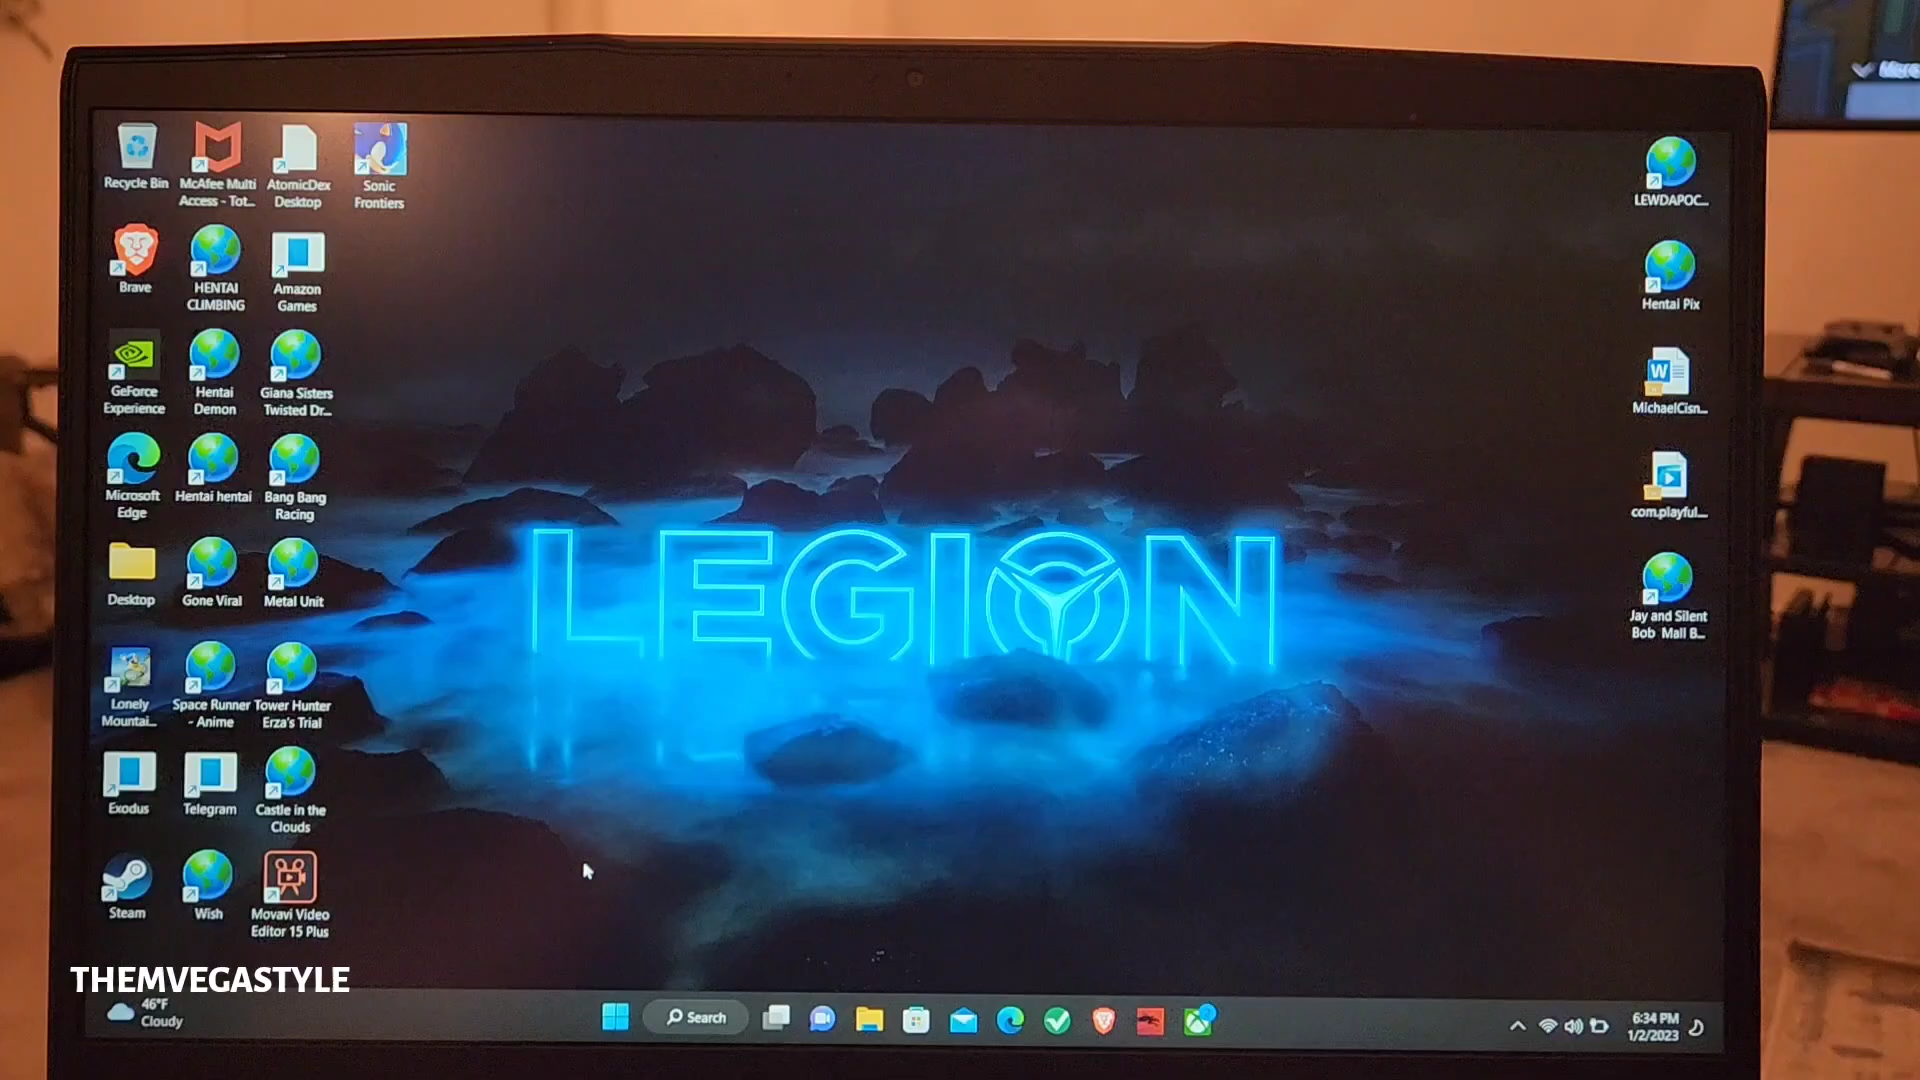 Recycle Bin
McAfee Multi
Access - Tot...
AtomicDex
Desktop
Sonic
Frontiers
Brave
HENTAI
CLIMBING
Amazon
Games
GeForce
Experience
Hentai
Demon
Giana Sisters
Twisted Dr...
Microsoft
Edge
Hentai hentai
Bang Bang
Racing
Desktop
Gone Viral
Metal Unit
Lonely
Mountai...
Space Runner
- Anime
Tower Hunter
Erza's Trial
Exodus
Telegram
Castle in the
Clouds
Steam
Wish
Movavi Video
Editor 15 Plus
LEGION
LEWDAPOC...
Hentai Pix
W
MichaelCisn...
com.playful...
Jay and Silent
Bob Mall B...
More
THEMVEGASTYLE
46°F
Cloudy
Search
6:34 PM
1/2/2023